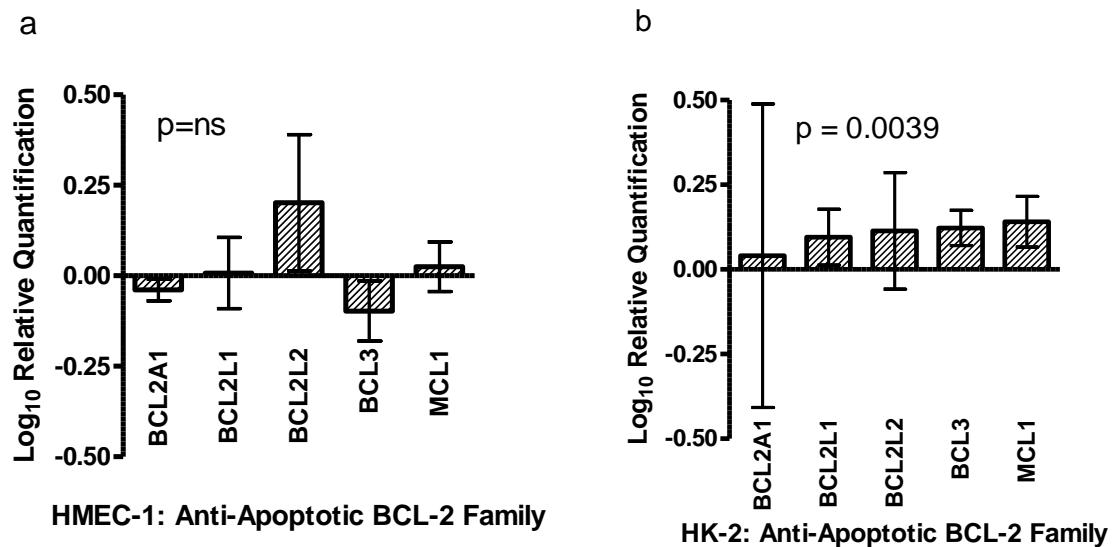 a
Log10 Relative Quantification
0.50
0.25
0.00
-0.25
-0.50
p=ns
BCL2A1
BCL2L1
BCL2L2
BCL3
MCL1
HMEC-1: Anti-Apoptotic BCL-2 Family
b
Log10 Relative Quantification
0.50
0.25
0.00
-0.25
-0.50
p = 0.0039
BCL2A1
BCL2L1
BCL2L2
BCL3
MCL1
HK-2: Anti-Apoptotic BCL-2 Family